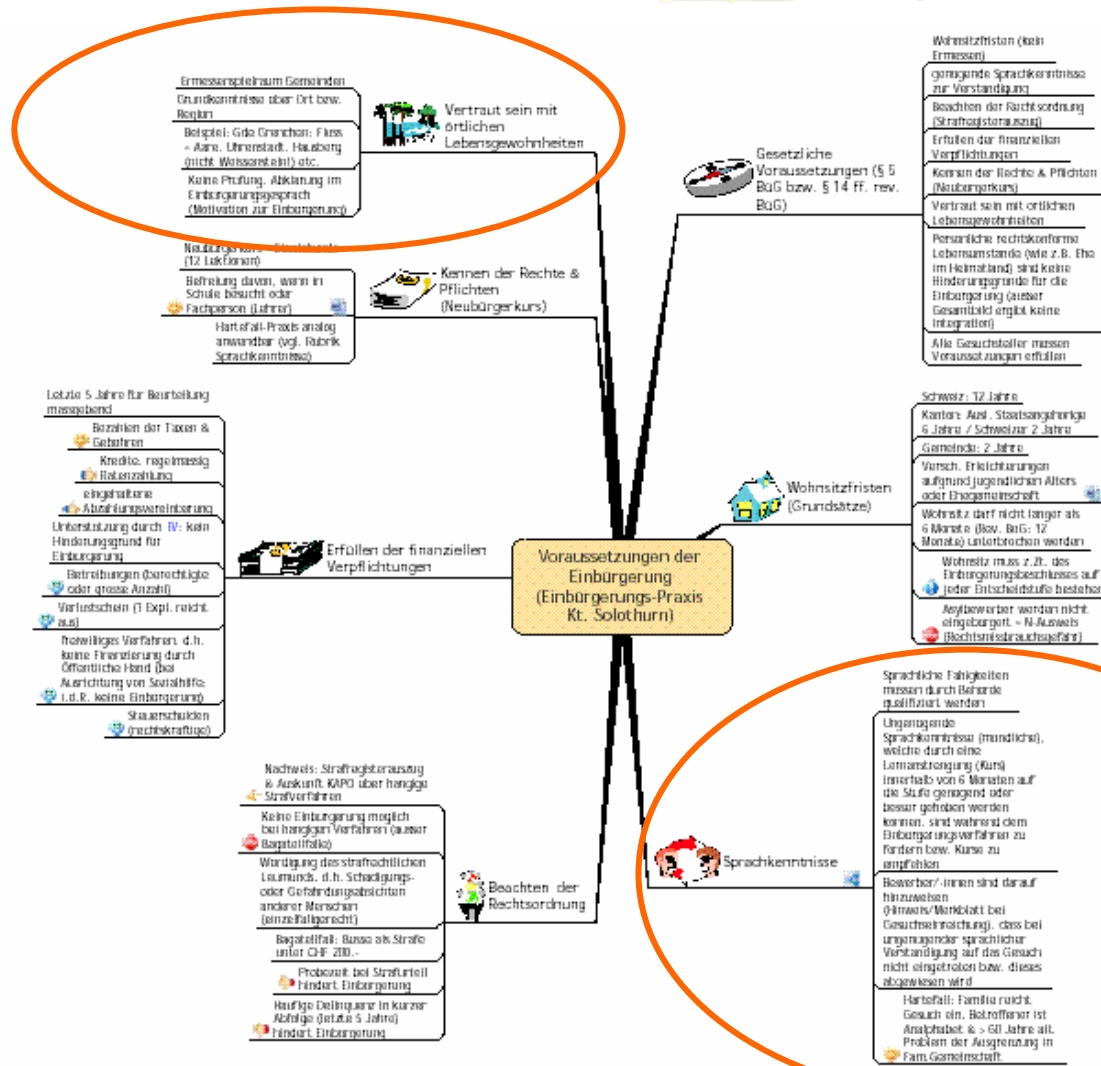 Voraussetzungen der
Einbürgerung
(Einbürgerungs-Praxis
Kt. Solothurn)
Vertraut sein mit
örtlichen
Lebensgewohnheiten
Ermessenspielraum Gemeinden
Grundkenntnisse über Ort bzw.
Region
Beispiel: Gde Grenchen: Fluss
= Aare, Uhrenstadt, Hausberg
(nicht Weissenstein!) etc.
Keine Prüfung, Abklärung im
Einbürgerungsgespräch
(Motivation zur Einbürgerung)
Kennen der Rechte &
Pflichten
(Neubürgerkurs)
Neubürgerkurs
(12 Lektionen)
Befreiung davon, wenn in
Schule besucht oder
Fachperson (Lehrer)
Härtefall-Praxis analog
anwendbar (vgl. Rubrik
Sprachkenntnisse)
Erfüllen der finanziellen
Verpflichtungen
Letzte 5 Jahre für Beurteilung
massgebend
Bezahlen der Taxen &
Gebühren
Kredite, regelmässig
Ratenzahlung
eingehaltene
Abzahlungsvereinbarung
Unterstützung durch IV: kein
Hinderungsgrund für
Einbürgerung
Betreibungen (berechtigte
oder grosse Anzahl)
Verlustschein (1 Expl. reicht
aus)
freiwilliges Verfahren, d.h.
keine Finanzierung durch
Öffentliche Hand (bei
Ausrichtung von Sozialhilfe:
i.d.R. keine Einbürgerung)
Steuerschulden
(rechtskräftige)
Beachten der
Rechtsordnung
Nachweis: Strafregisterauszug
& Auskunft KAPO über hängige
Strafverfahren
Keine Einbürgerung möglich
bei hängigen Verfahren (ausser
Bagatellfälle)
Würdigung des strafrechtlichen
Leumunds, d.h. Schädigungs-
oder Gefährdungsabsichten
anderer Menschen
(einzelfallgerecht)
Bagatellfall: Busse als Strafe
unter CHF 200.-
Probezeit bei Strafurteil
hindert Einbürgerung
Häufige Delinquenz in kurzer
Abfolge (letzte 5 Jahre)
hindert Einbürgerung
Gesetzliche
Voraussetzungen (§ 5
BüG bzw. § 14 ff. rev.
BüG)
Wohnsitzfristen (kein
Ermessen)
genügende Sprachkenntnisse
zur Verständigung
Beachten der Rechtsordnung
(Strafregisterauszug)
Erfüllen der finanziellen
Verpflichtungen
Kennen der Rechte & Pflichten
(Neubürgerkurs)
Vertraut sein mit örtlichen
Lebensgewohnheiten
Persönliche rechtskonforme
Lebensumstände (wie z.B. Ehe
im Heimatland) sind keine
Hinderungsgründe für die
Einbürgerung (ausser
Gesamtbild ergibt keine
Integration)
Alle Gesuchsteller müssen
Voraussetzungen erfüllen
Wohnsitzfristen
(Grundsätze)
Schweiz: 12 Jahre
Kanton: Ausl. Staatsangehörige
6 Jahre / Schweizer 2 Jahre
Gemeinde: 2 Jahre
Versch. Erleichterungen
aufgrund jugendlichen Alters
oder Ehegemeinschaft
Wohnsitz darf nicht länger als
6 Monate (Rev. BüG: 12
Monate) unterbrochen werden
Wohnsitz muss z.Zt. des
Einbürgerungsbeschlusses auf
jeder Entscheidstufe bestehen
Asylbewerber werden nicht
eingebürgert = N-Ausweis
(Rechtsmissbrauchsgefahr)
Sprachkenntnisse
Sprachliche Fähigkeiten
müssen durch Behörde
qualifiziert werden
Ungenügende
Sprachkenntnisse (mündliche),
welche durch eine
Lernanstrengung (Kurs)
innerhalb von 6 Monaten auf
die Stufe genügend oder
besser gehoben werden
können, sind während dem
Einbürgerungsverfahren zu
fördern bzw. Kurse zu
empfehlen
Bewerber/-innen sind darauf
hinzuweisen
(Hinweis/Merkblatt bei
Gesuchseinreichung), dass bei
ungenügender sprachlicher
Verständigung auf das Gesuch
nicht eingetreten bzw. dieses
abgewiesen wird
Härtefall: Familie reicht
Gesuch ein, Betroffener ist
Analphabet & > 60 Jahre alt.
Problem der Ausgrenzung in
Fam.Gemeinschaft